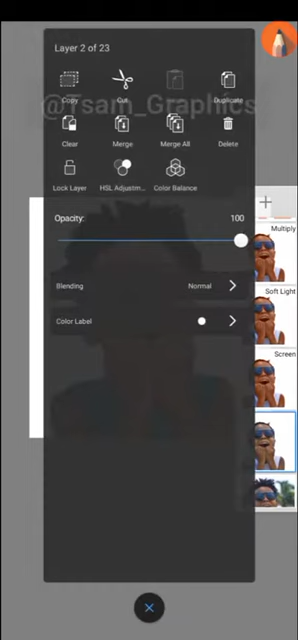 Layer 2 of 23
@Tsam_Graphics
Copy
Cut
Duplicate
Clear
Merge
Merge All
Delete
Lock Layer
HSL Adjustm...
Color Balance
Opacity:
100
Blending
Normal
Color Label
Multiply
Soft Light
Screen